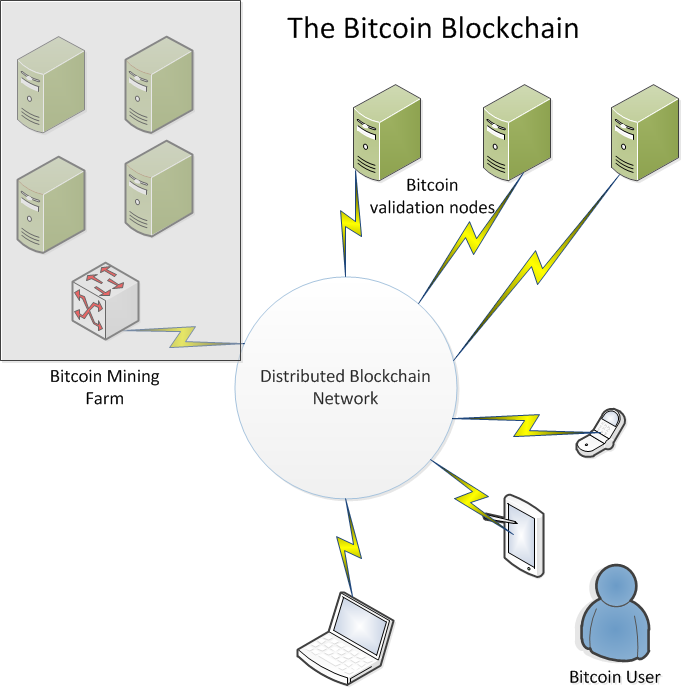 The Bitcoin Blockchain
Bitcoin
validation nodes
Bitcoin Mining
Farm
Distributed Blockchain
Network
Bitcoin User